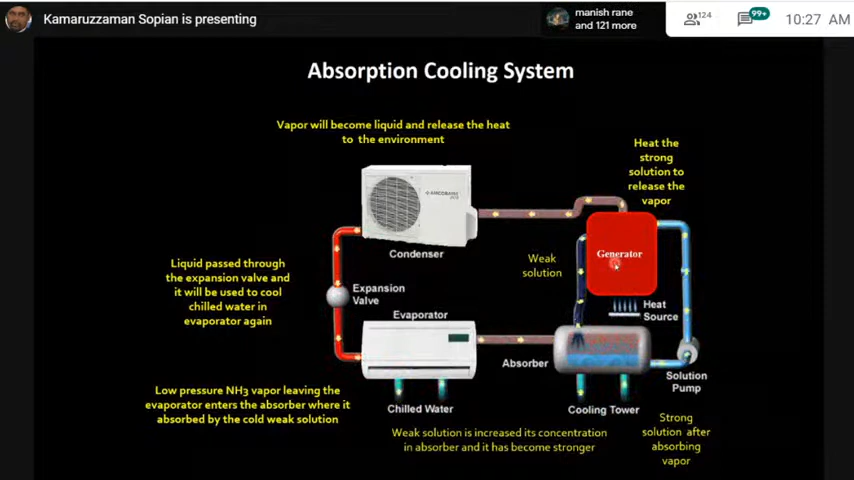 Kamaruzzaman Sopian is presenting
manish rane
and 121 more
124
99+
10:27 AM
Absorption Cooling System
Vapor will become liquid and release the heat
to the environment
Heat the
strong
solution to
release the
vapor
Condenser
Weak
solution
Generator
Liquid passed through
the expansion valve and
it will be used to cool
chilled water in
evaporator again
Expansion
Valve
Heat
Source
Evaporator
Absorber
Solution
Pump
Low pressure NH3 vapor leaving the
evaporator enters the absorber where it
absorbed by the cold weak solution
Chilled Water
Cooling Tower
Weak solution is increased its concentration
in absorber and it has become stronger
Strong
solution after
absorbing
vapor